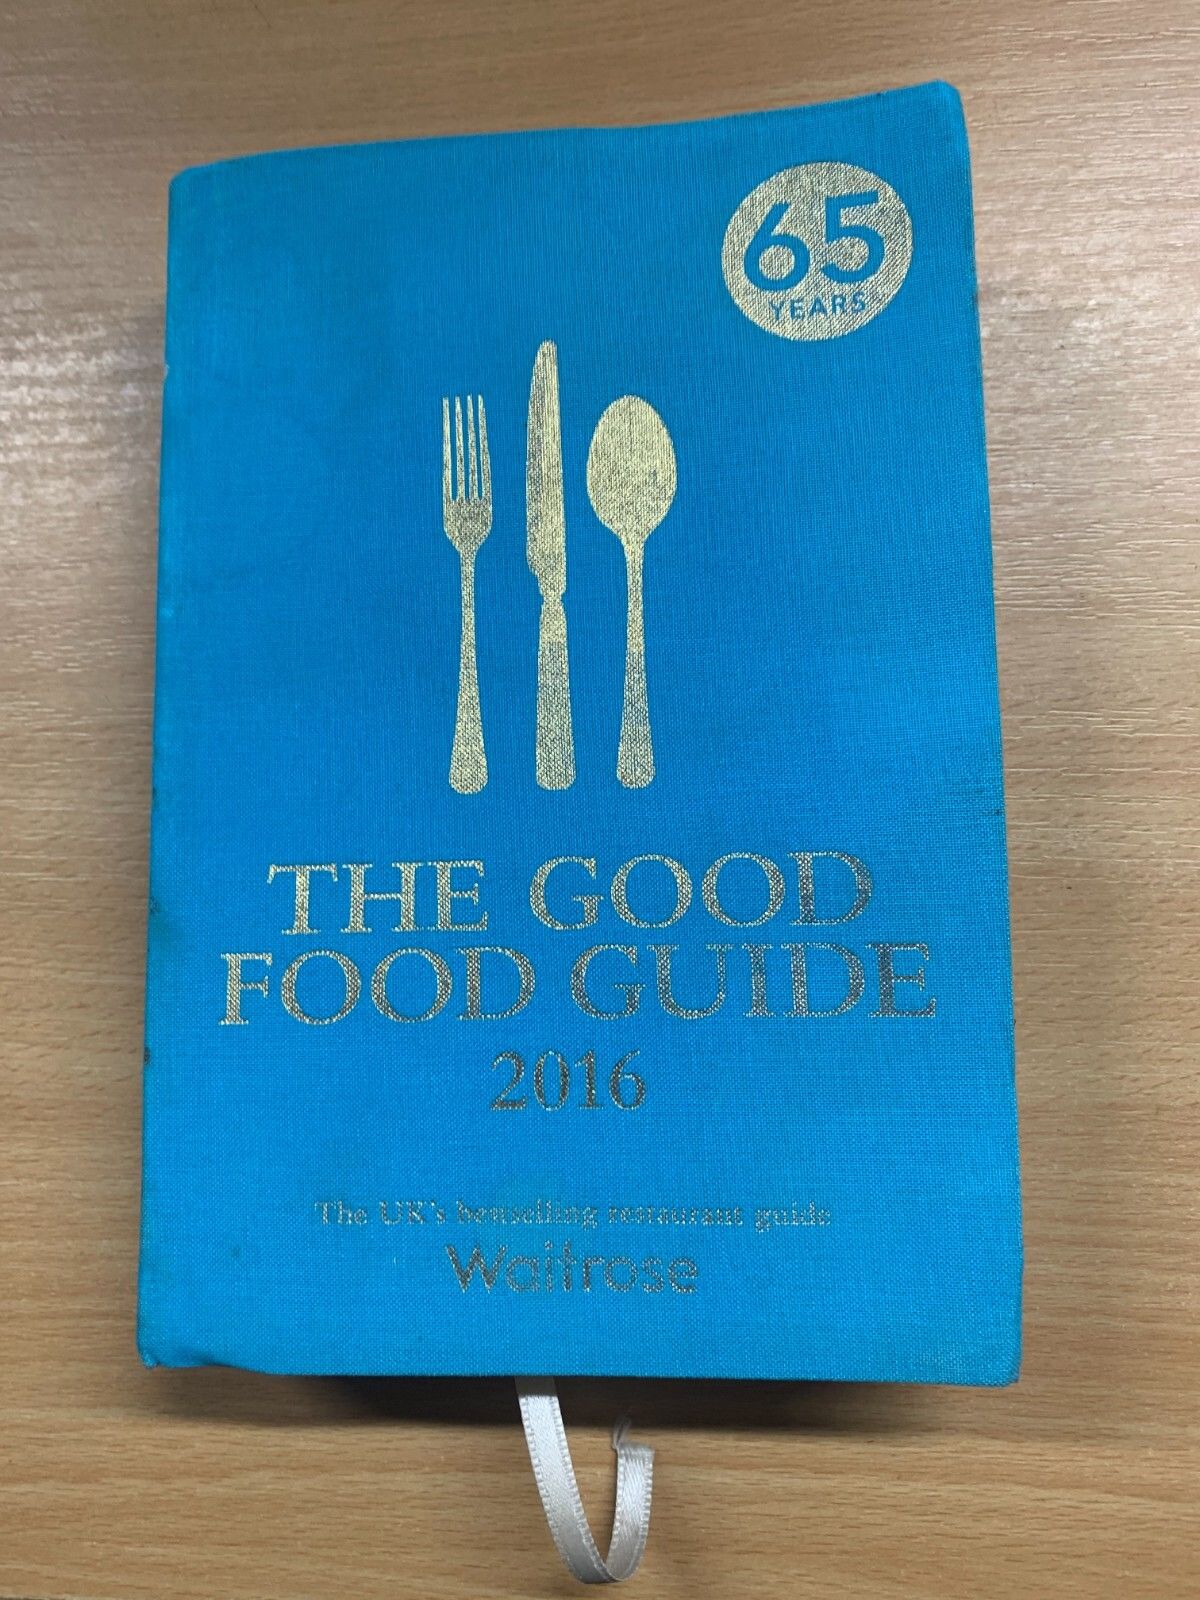 65
YEARS
THE GOOD
FOOD GUIDE
2016
The UK's bestselling restaurant guide
Waitrose